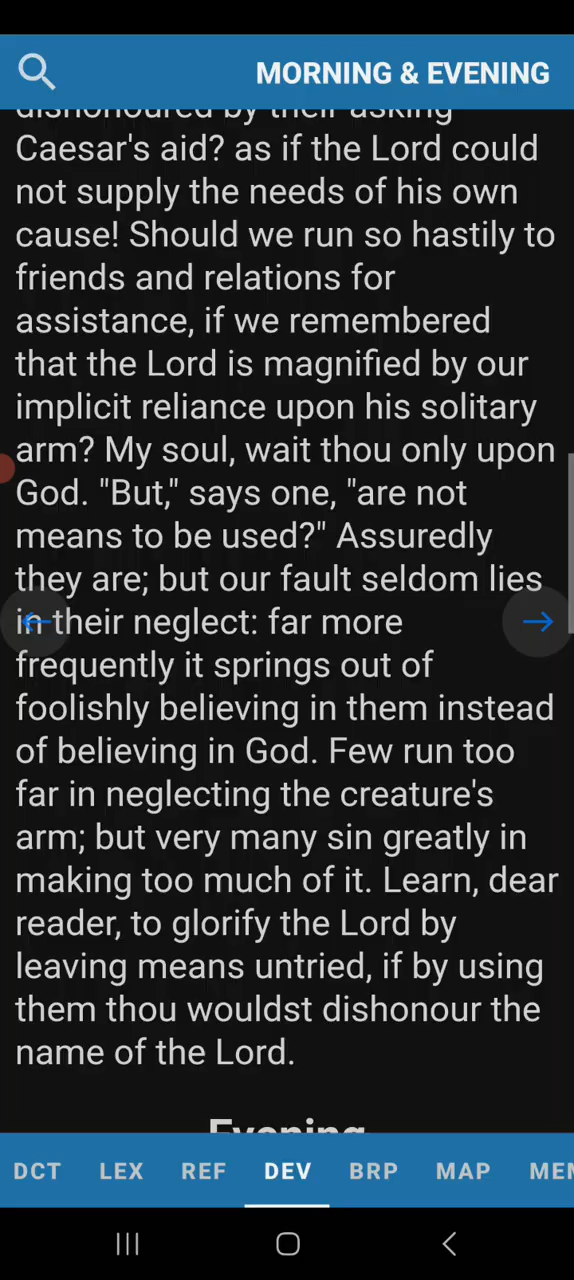 MORNING & EVENING
dishonoured by their asking
Caesar's aid? as if the Lord could
not supply the needs of his own
cause! Should we run so hastily to
friends and relations for
assistance, if we remembered
that the Lord is magnified by our
implicit reliance upon his solitary
arm? My soul, wait thou only upon
God. "But," says one, "are not
means to be used?" Assuredly
they are; but our fault seldom lies
in their neglect: far more
frequently it springs out of
foolishly believing in them instead
of believing in God. Few run too
far in neglecting the creature's
arm; but very many sin greatly in
making too much of it. Learn, dear
reader, to glorify the Lord by
leaving means untried, if by using
them thou wouldst dishonour the
name of the Lord.
Evening
DCT LEX REF DEV BRP MAP MEM